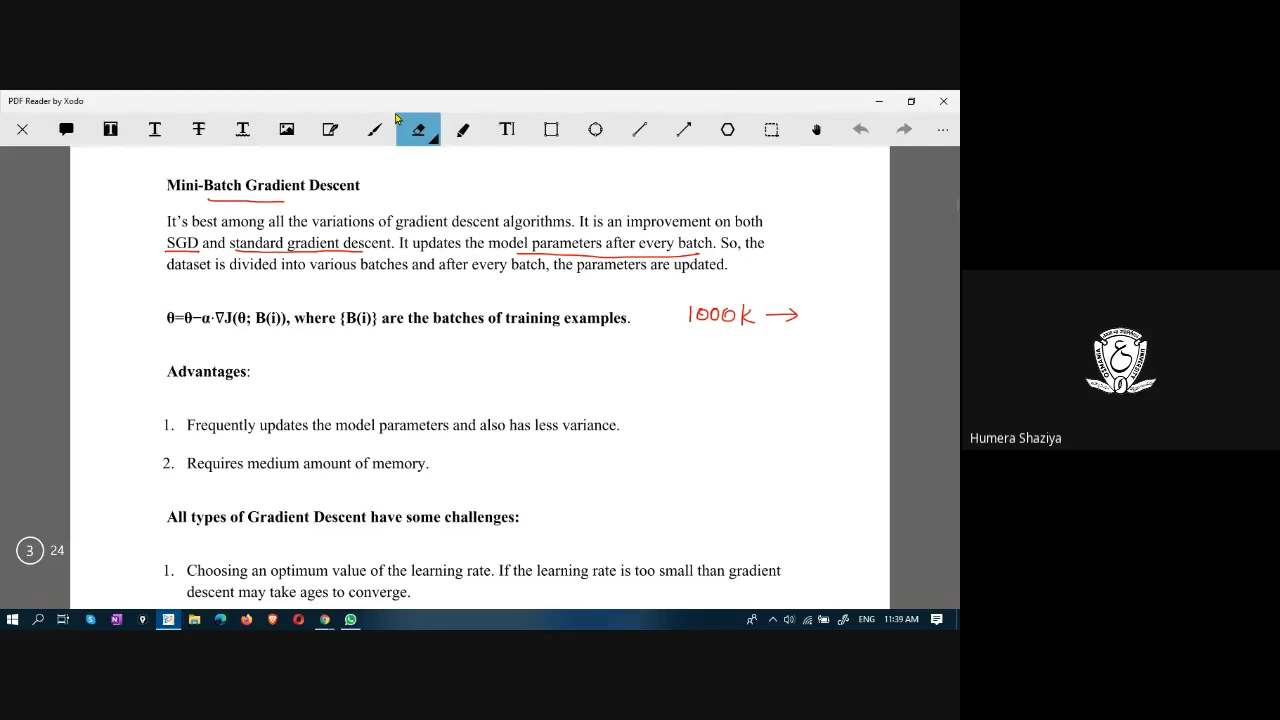 PDF Reader by Xodo
Mini-Batch Gradient Descent
It's best among all the variations of gradient descent algorithms. It is an improvement on both
SGD and standard gradient descent. It updates the model parameters after every batch. So, the
dataset is divided into various batches and after every batch, the parameters are updated.
θ=θ−α·∇J(θ; B(i)), where {B(i)} are the batches of training examples.
1000K →
Advantages:
1. Frequently updates the model parameters and also has less variance.
2. Requires medium amount of memory.
All types of Gradient Descent have some challenges:
1. Choosing an optimum value of the learning rate. If the learning rate is too small than gradient
descent may take ages to converge.
3 24
ENG 11:39 AM
Humera Shaziya